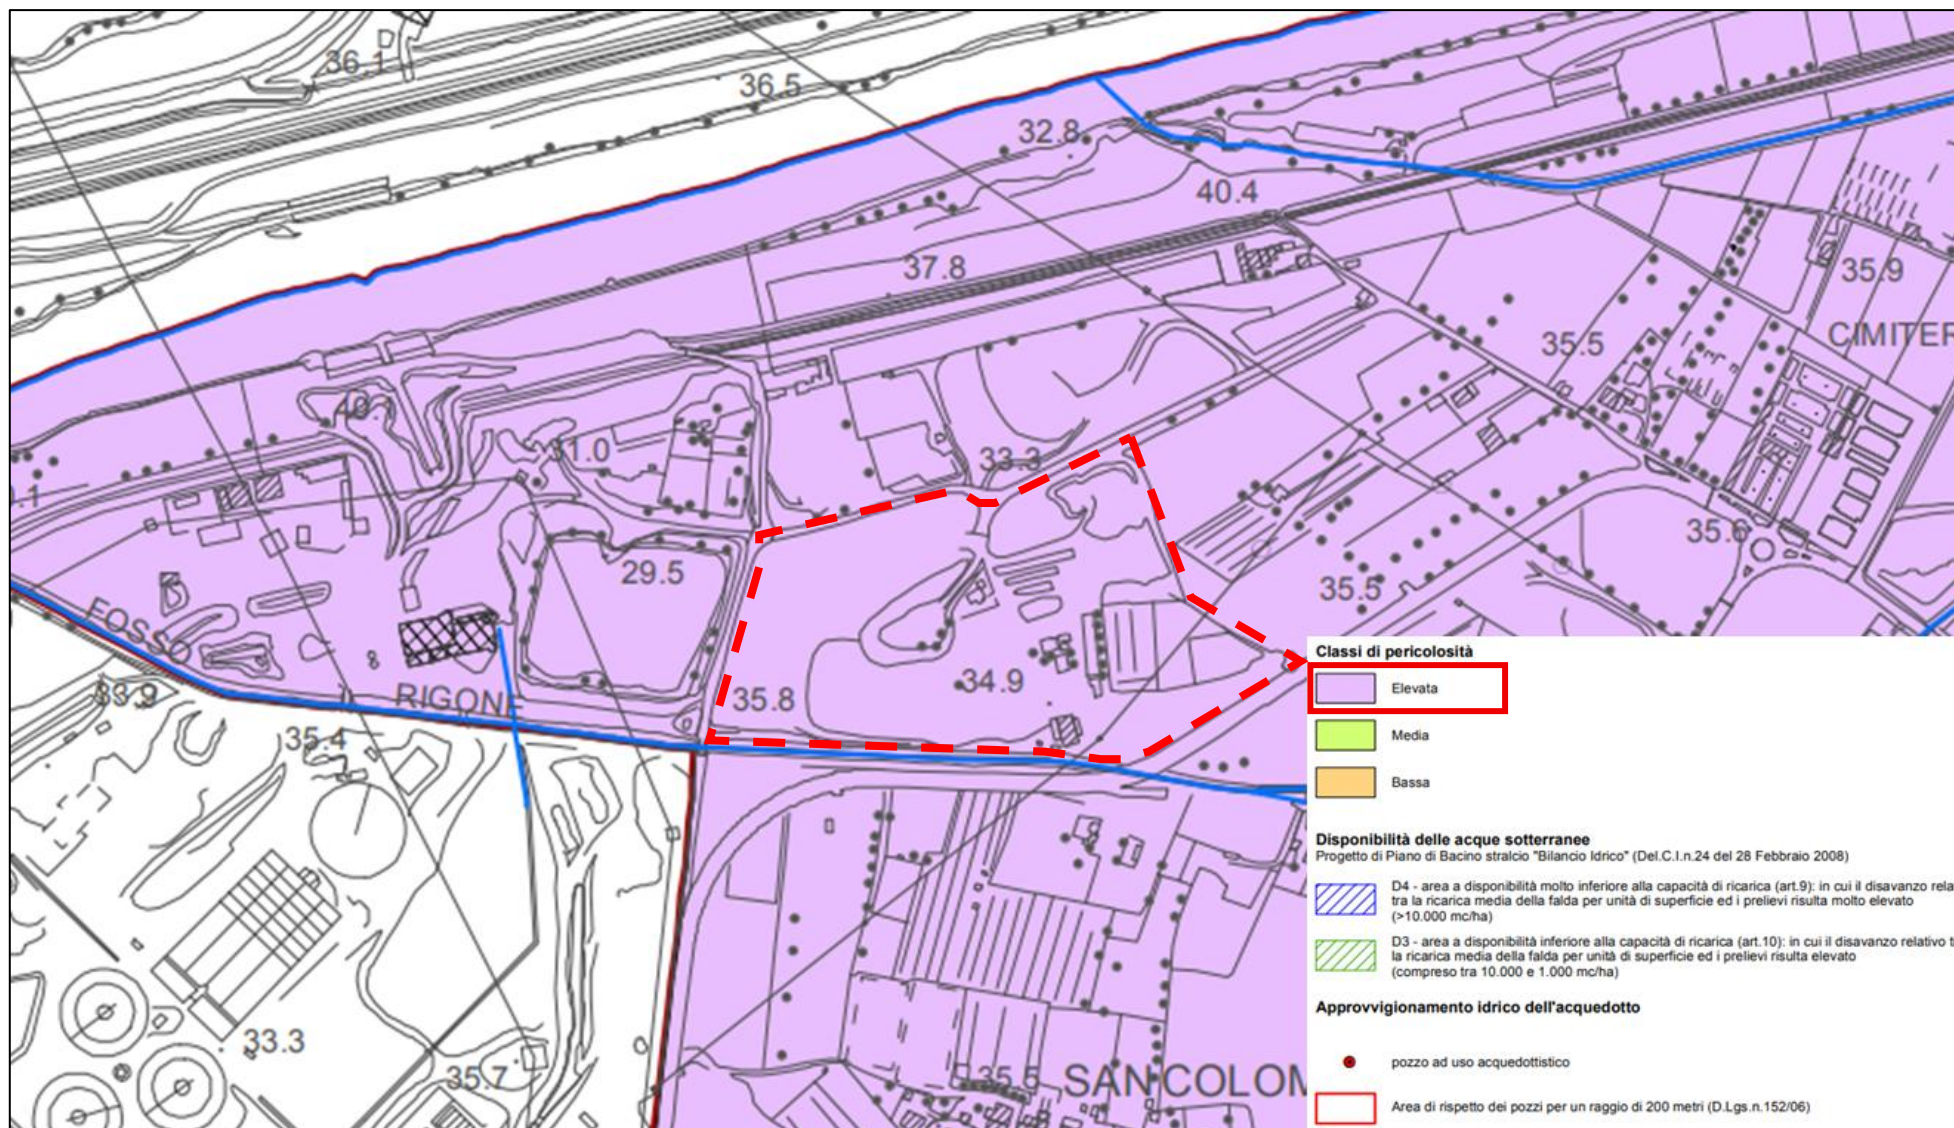 36.1
36.5
32.8
40.4
37.8
35.9
35.5
CIMITER
31.0
33.3
29.5
35.6
35.5
FOSSO
34.9
RIGONE
35.8
33.9
35.4
33.3
35.7
35.5
SAN COLOM
Classi di pericolosità
Elevata
Media
Bassa
Disponibilità delle acque sotterranee
Progetto di Piano di Bacino stralcio "Bilancio Idrico" (Del.C.I.n.24 del 28 Febbraio 2008)
D4 - area a disponibilità molto inferiore alla capacità di ricarica (art.9): in cui il disavanzo rela
tra la ricarica media della falda per unità di superficie ed i prelievi risulta molto elevato
(>10.000 mc/ha)
D3 - area a disponibilità inferiore alla capacità di ricarica (art.10): in cui il disavanzo relativo t
la ricarica media della falda per unità di superficie ed i prelievi risulta elevato
(compreso tra 10.000 e 1.000 mc/ha)
Approvvigionamento idrico dell'acquedotto
pozzo ad uso acquedottistico
Area di rispetto dei pozzi per un raggio di 200 metri (D.Lgs.n.152/06)